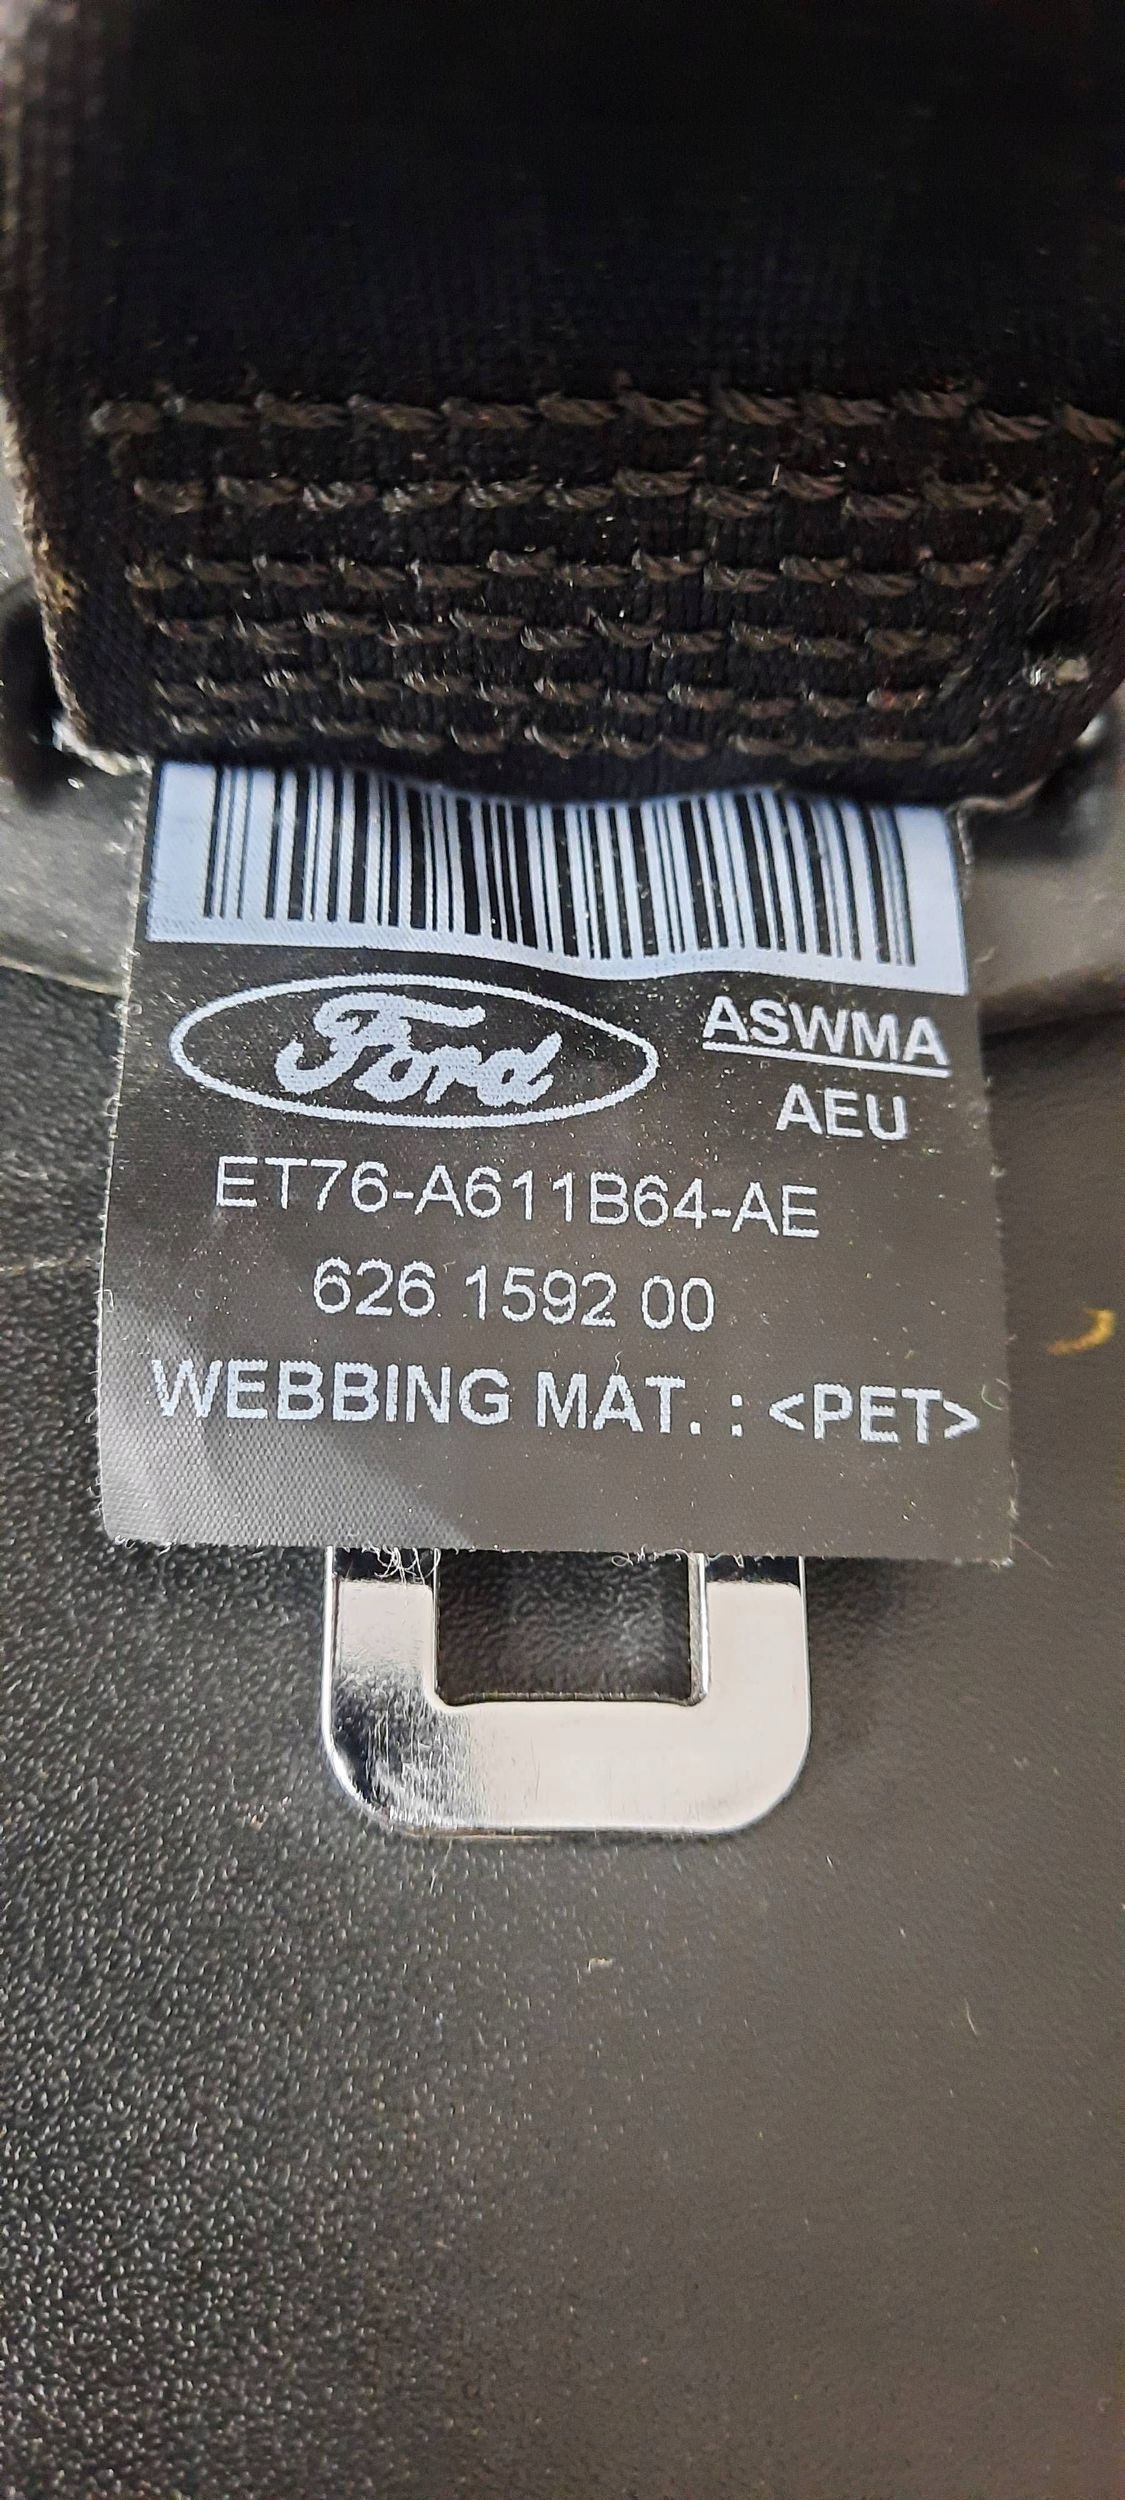 Ford
ASWMA
AEU
ET76-A611B64-AE
626 1592 00
WEBBING MAT. : <PET>